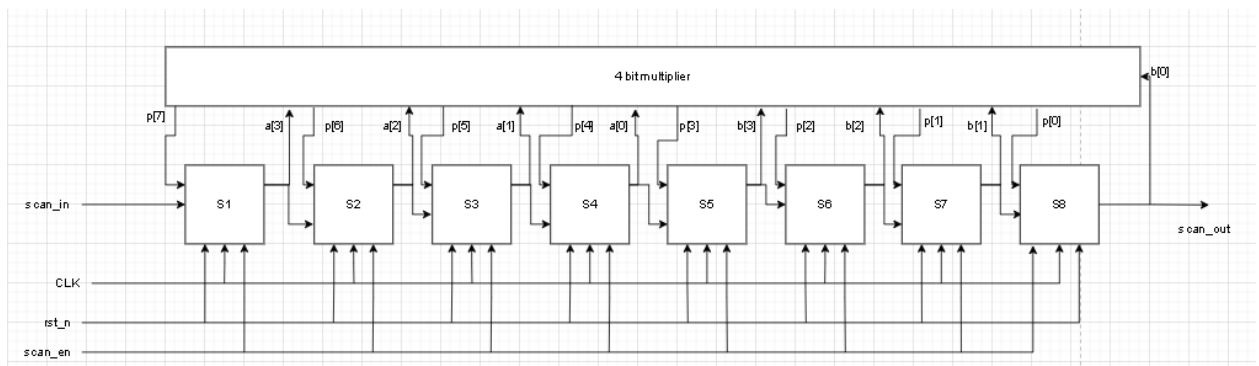 4 bit multiplier
b[0]
p[7]
a[3]
p[6]
a[2]
p[5]
a[1]
p[4]
a[0]
p[3]
b[3]
p[2]
b[2]
p[1]
b[1]
p[0]
scan_in
S1
S2
S3
S4
S5
S6
S7
S8
scan_out
CLK
rst_n
scan_en